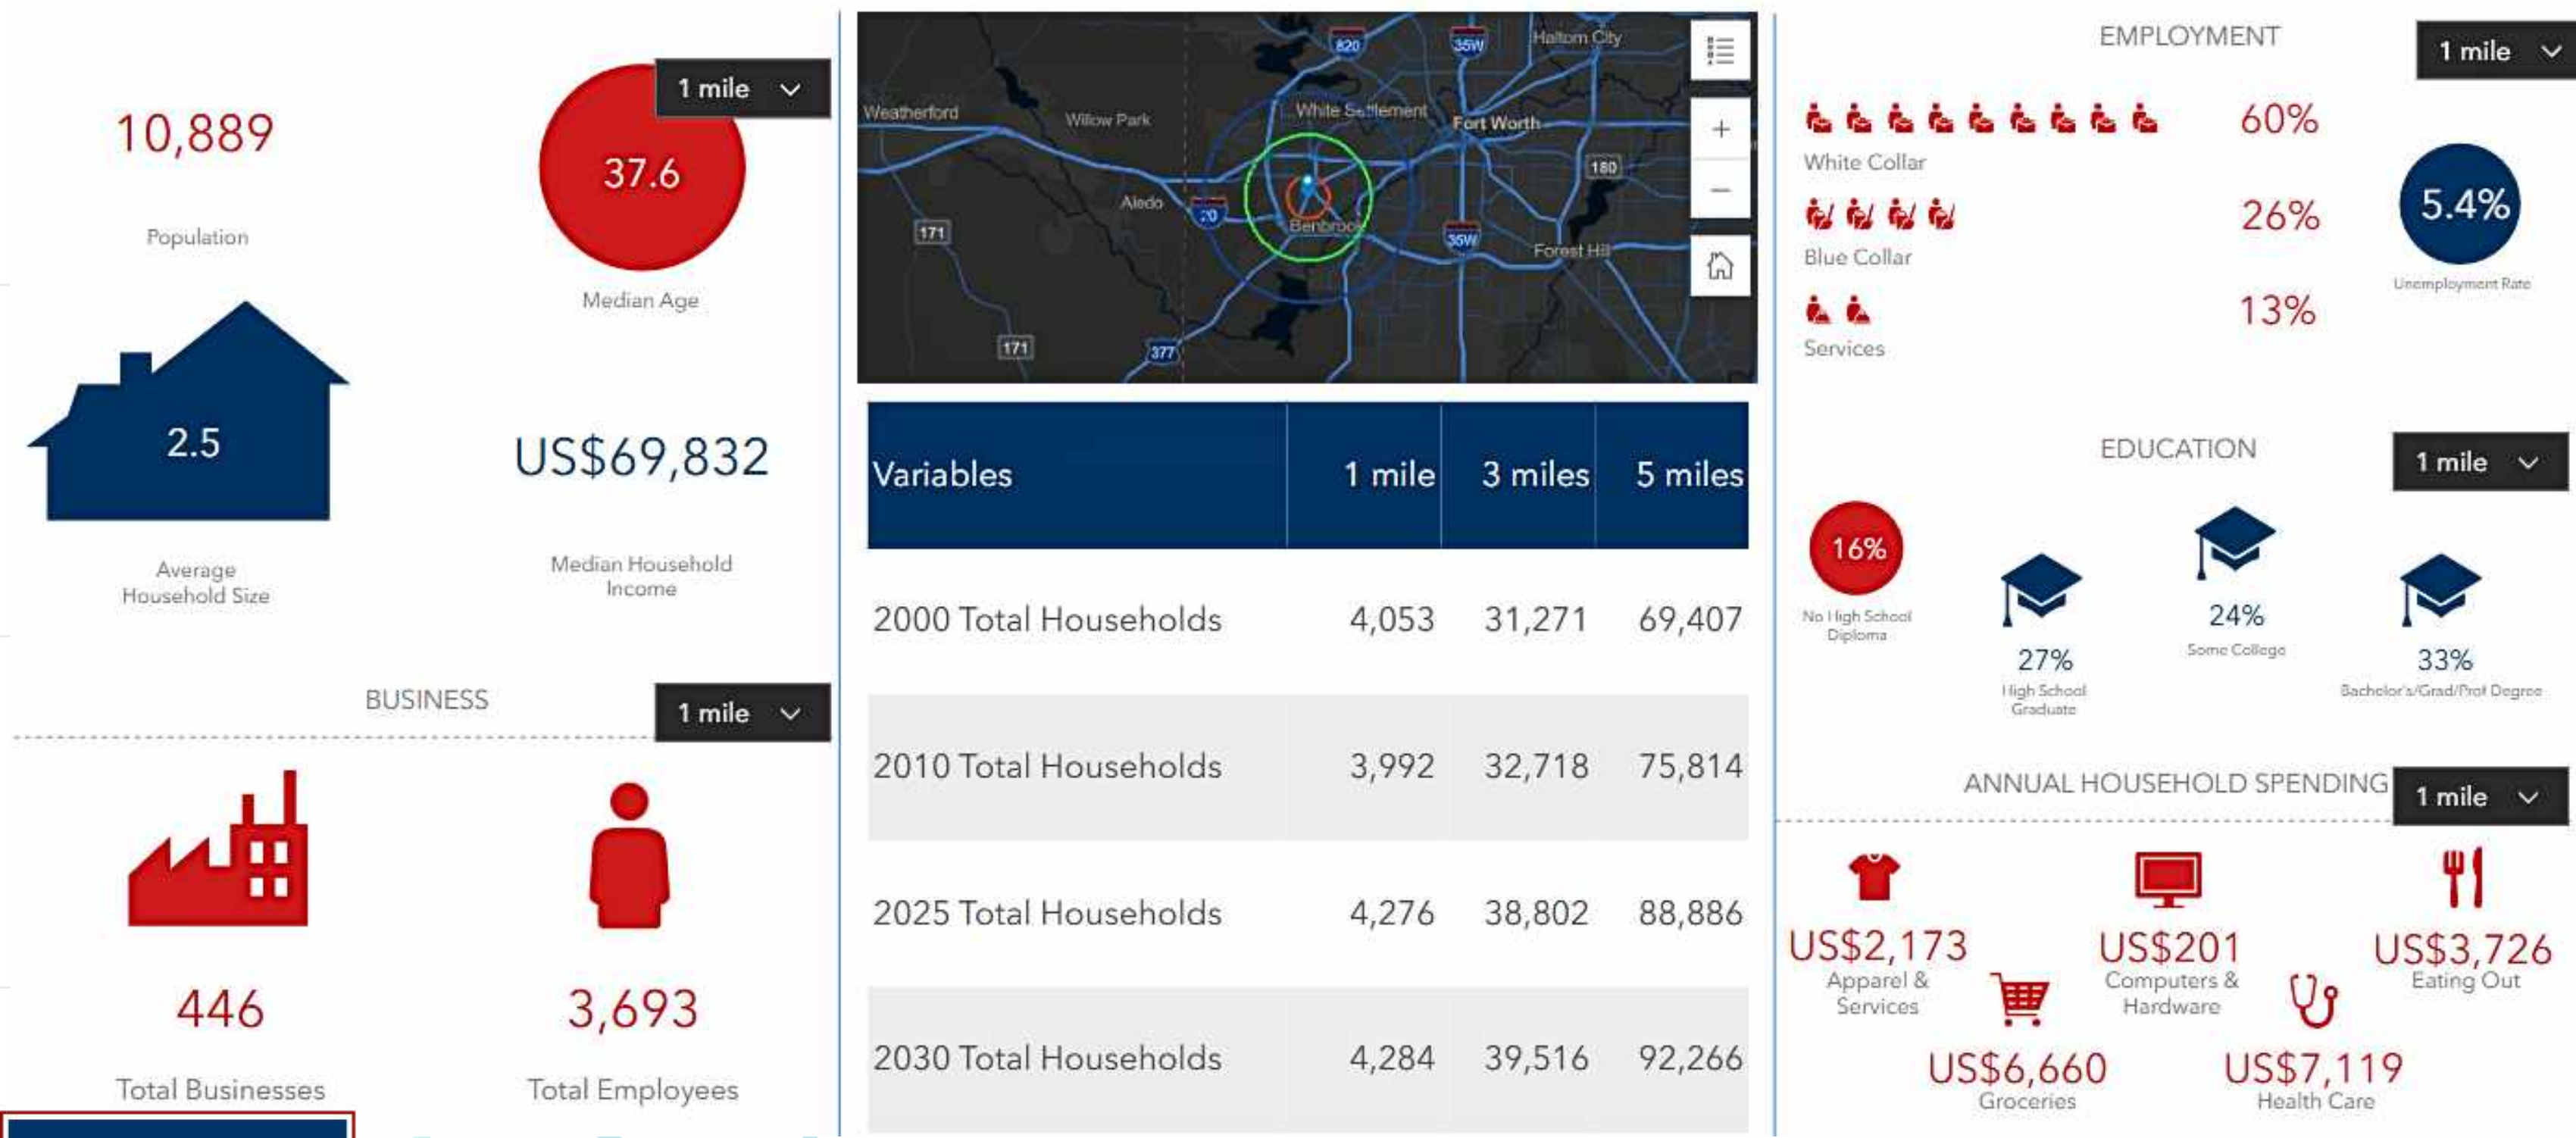 1 mile
10,889
37.6
Population
Median Age
2.5
US$69,832
Average
Household Size
Median Household
Income
BUSINESS
1 mile
446
3,693
Total Businesses
Total Employees
820
35W
Haltom City
Weatherford
Willow Park
White Settlement
Fort Worth
180
Aledo
20
171
Benbrook
35W
Forest Hill
171
377
Variables 1 mile 3 miles 5 miles
2000 Total Households 4,053 31,271 69,407
2010 Total Households 3,992 32,718 75,814
2025 Total Households 4,276 38,802 88,886
2030 Total Households 4,284 39,516 92,266
EMPLOYMENT
1 mile
60%
White Collar
26%
Blue Collar
13%
Services
5.4%
Unemployment Rate
EDUCATION
1 mile
16%
No High School
Diploma
27%
High School
Graduate
24%
Some College
33%
Bachelor's/Grad/Prof Degree
ANNUAL HOUSEHOLD SPENDING
1 mile
US$2,173
Apparel &
Services
US$201
Computers &
Hardware
US$3,726
Eating Out
US$6,660
Groceries
US$7,119
Health Care